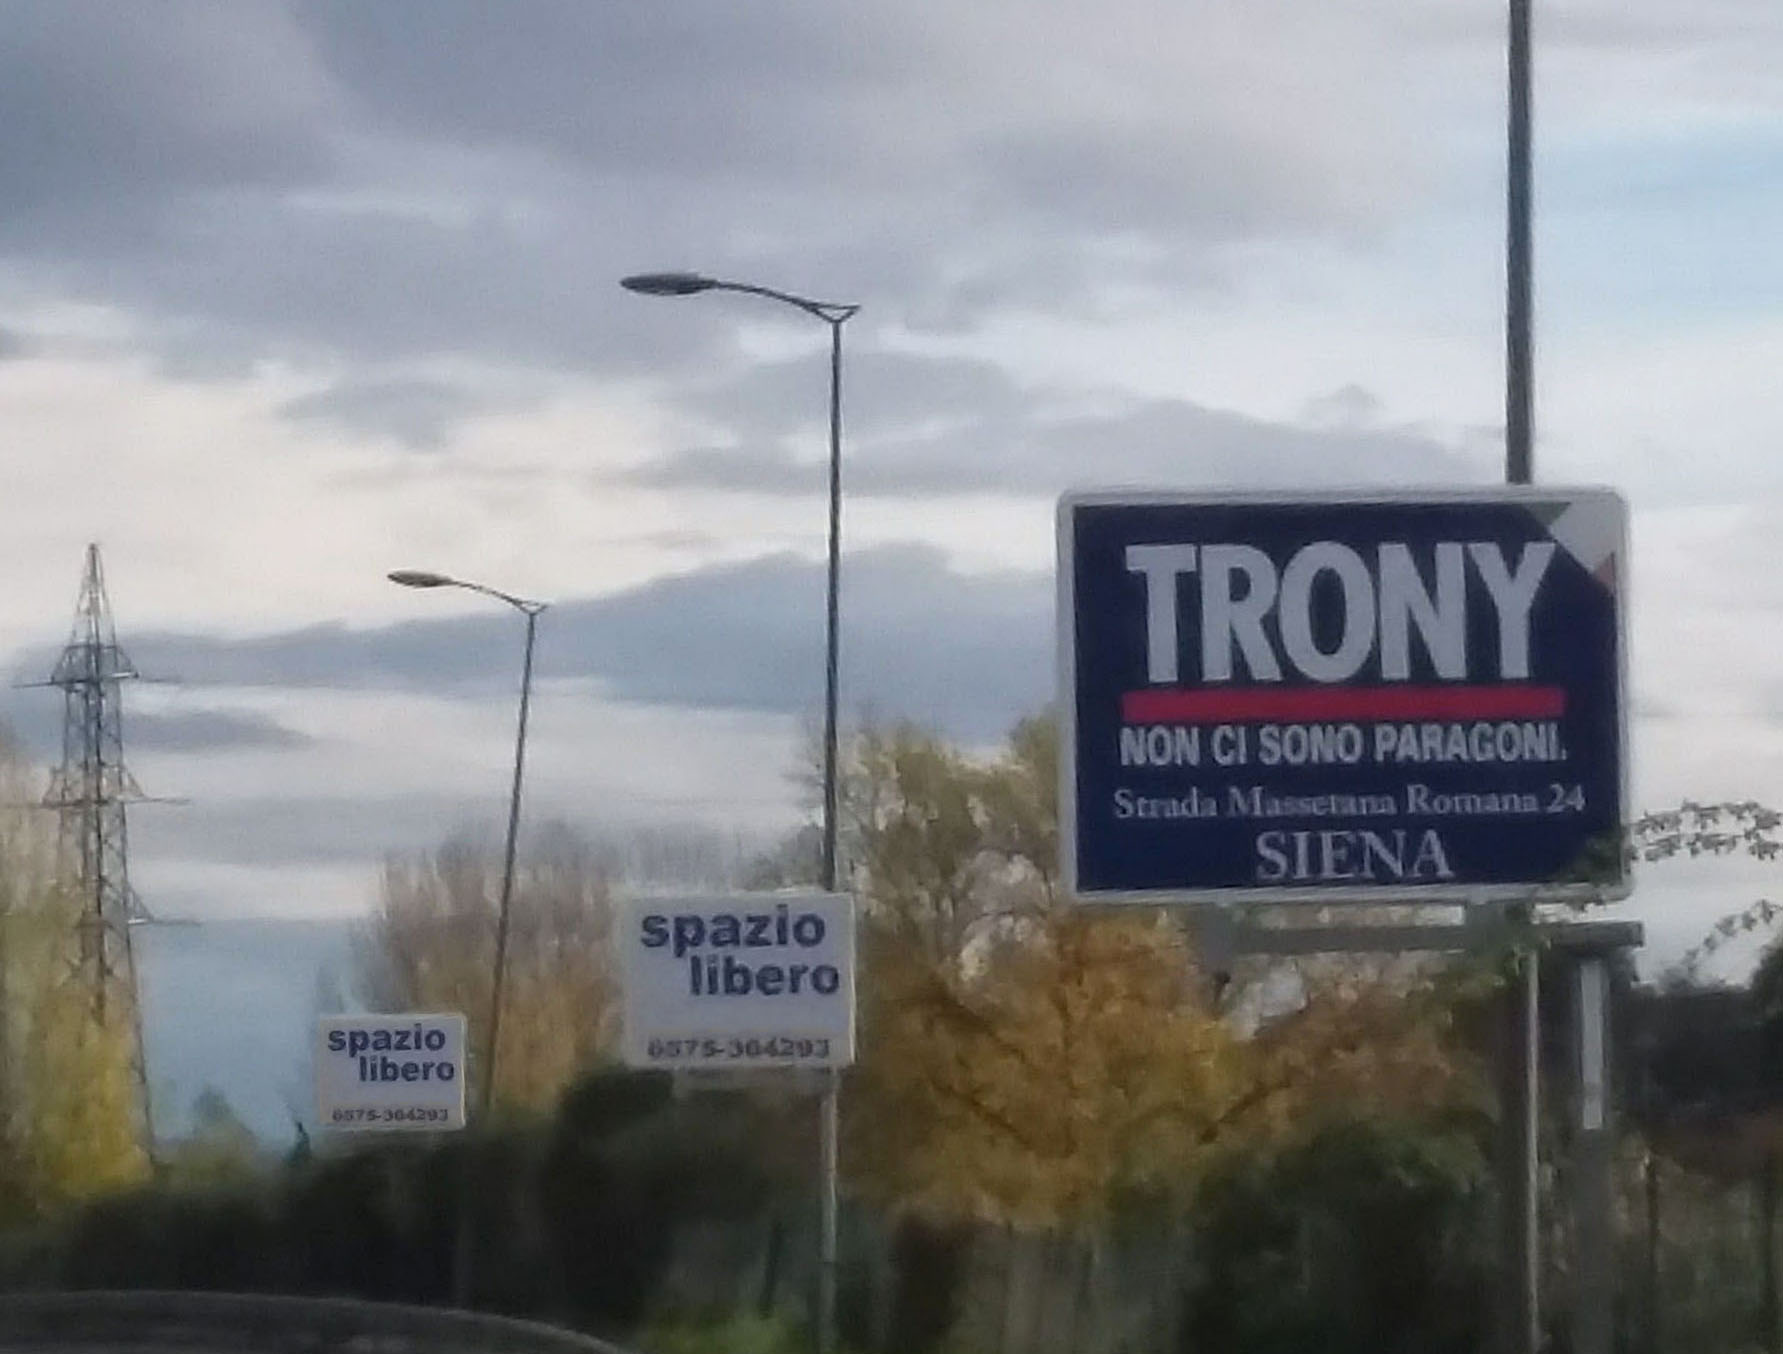 TRONY
NON CI SONO PARAGONI.
Strada Massetana Romana 24
SIENA
spazio
libero
0575-364293
spazio
libero
0575-364293